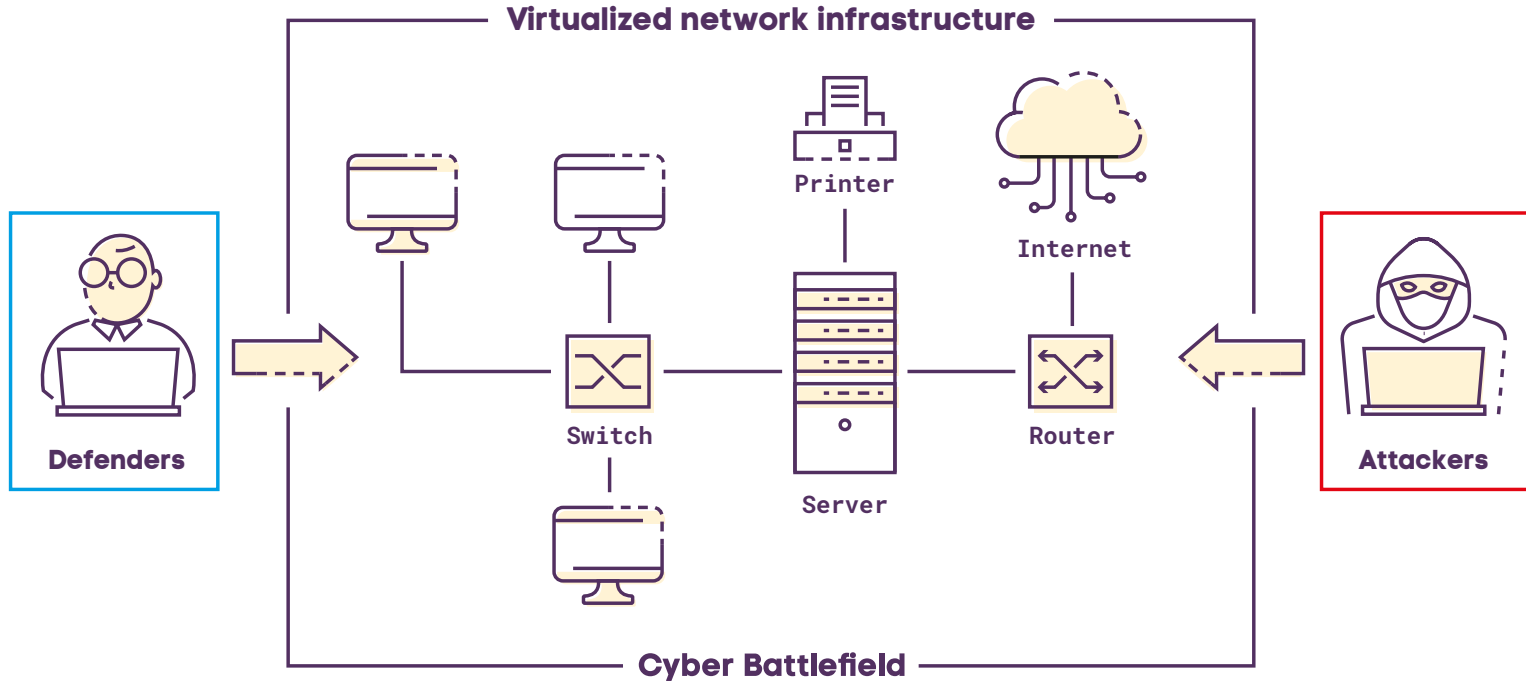 Virtualized network infrastructure
Printer
Internet
Defenders
Switch
Server
Router
Attackers
Cyber Battlefield